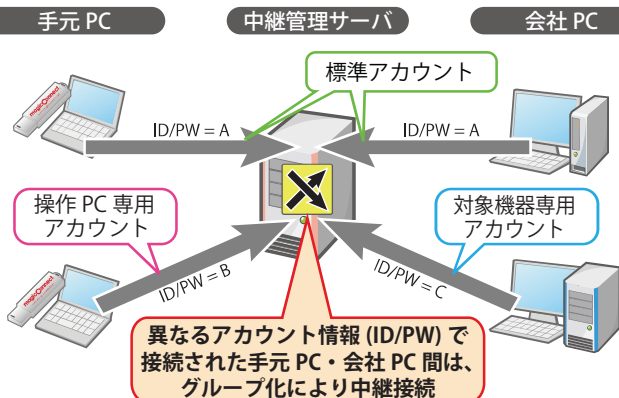 手元 PC
中継管理サーバ
会社 PC
標準アカウント
magicConnect
ID/PW = A
ID/PW = A
操作 PC 専用
アカウント
対象機器専用
アカウント
magicConnect
ID/PW = B
ID/PW = C
異なるアカウント情報 (ID/PW) で
接続された手元 PC・会社 PC 間は、
グループ化により中継接続